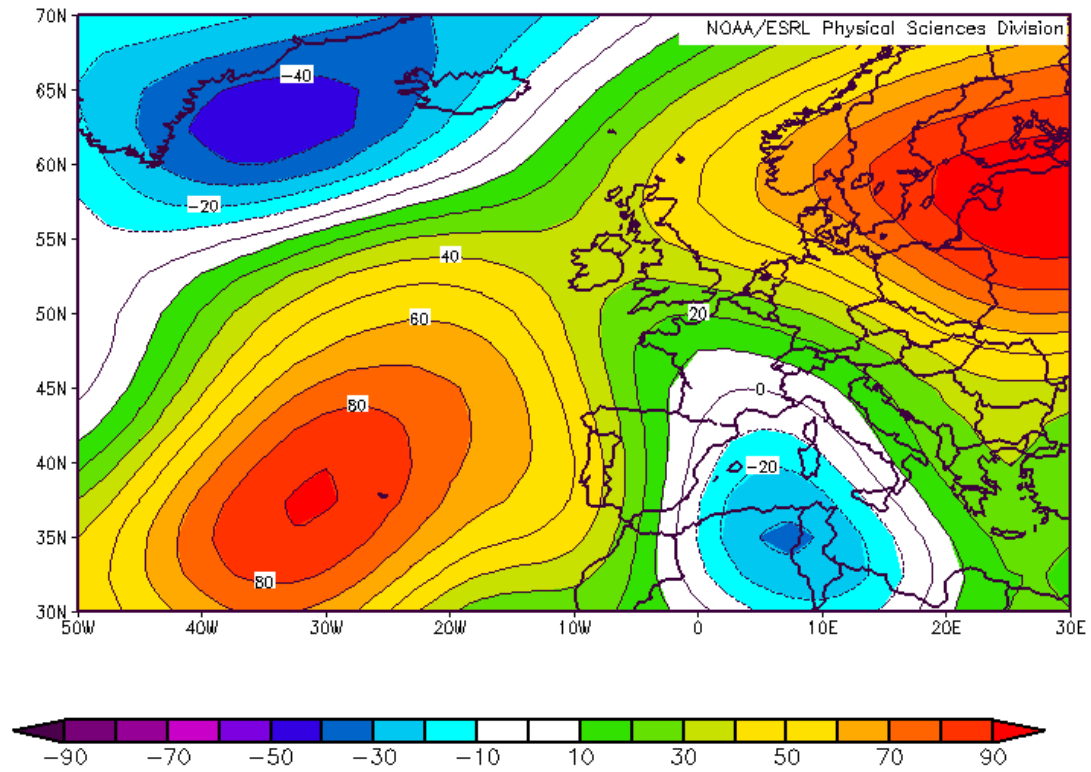 70N
NOAA/ESRL Physical Sciences Division
-40
65N
60N
-20
55N
40
50N
60
20
45N
80
0
40N
-20
35N
80
30N
50W 40W 30W 20W 10W 0 10E 20E 30E
-90 -70 -50 -30 -10 10 30 50 70 90